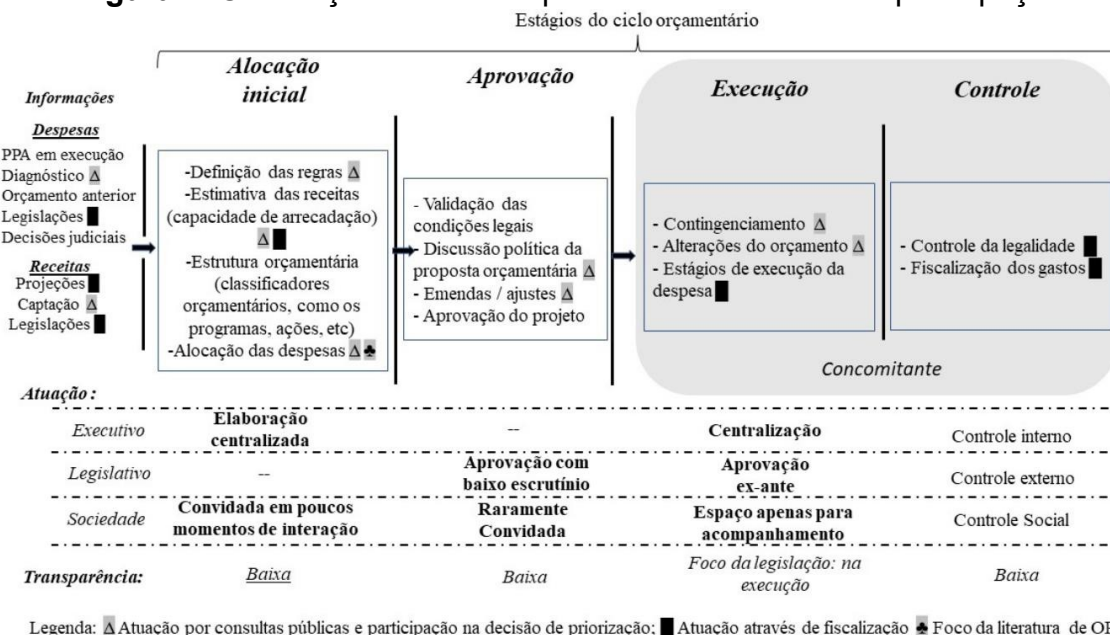 Estágios do ciclo orçamentário
Alocação
inicial
Aprovação
Execução
Controle
Informações
Despesas
PPA em execução
Diagnóstico Δ
Orçamento anterior
Legislações █
Decisões judiciais
Receitas
Projeções █
Captação Δ
Legislações █
-Definição das regras Δ
-Estimativa das receitas
(capacidade de arrecadação)
Δ █
-Estrutura orçamentária
(classificadores
orçamentários, como os
programas, ações, etc)
-Alocação das despesas Δ ♣
- Validação das
condições legais
- Discussão política da
proposta orçamentária Δ
- Emendas / ajustes Δ
- Aprovação do projeto
- Contingenciamento Δ
- Alterações do orçamento Δ
- Estágios de execução da
despesa █
- Controle da legalidade █
- Fiscalização dos gastos █
Concomitante
Atuação :
Executivo
Elaboração
centralizada
--
Centralização
Controle interno
Legislativo
--
Aprovação com
baixo escrutínio
Aprovação
ex-ante
Controle externo
Sociedade
Convidada em poucos
momentos de interação
Raramente
Convidada
Espaço apenas para
acompanhamento
Controle Social
Transparência:
Baixa
Baixa
Foco da legislação: na
execução
Baixa
Legenda: Δ Atuação por consultas públicas e participação na decisão de priorização; █ Atuação através de fiscalização ♣ Foco da literatura de